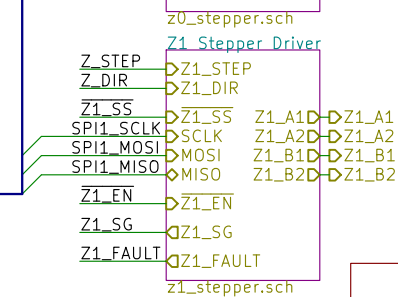 z0_stepper.sch
Z1 Stepper Driver
Z_STEP Z1_STEP
Z_DIR Z1_DIR
Z1_SS Z1_SS Z1_A1 Z1_A1
SPI1_SCLK SCLK Z1_A2 Z1_A2
SPI1_MOSI MOSI Z1_B1 Z1_B1
SPI1_MISO MISO Z1_B2 Z1_B2
Z1_EN Z1_EN
Z1_SG Z1_SG
Z1_FAULT Z1_FAULT
z1_stepper.sch